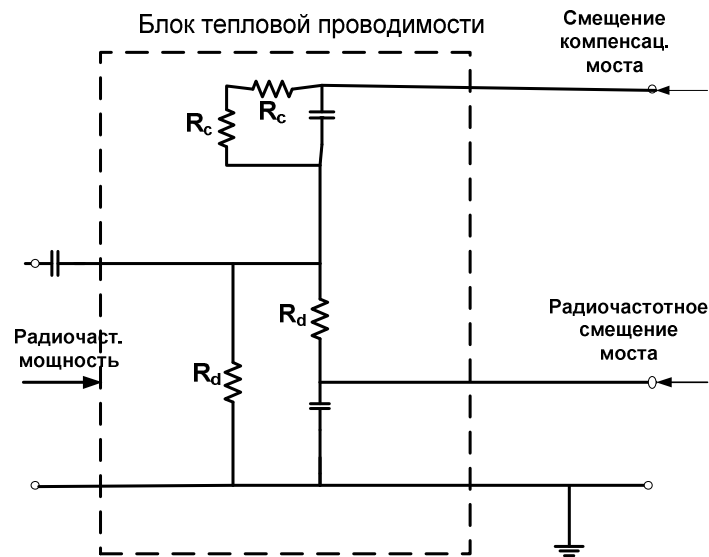 Блок тепловой проводимости
Смещение
компенсац.
моста
Rc
Rc
Rd
Радиочастотное
смещение
моста
Радиочаст.
мощность
Rd